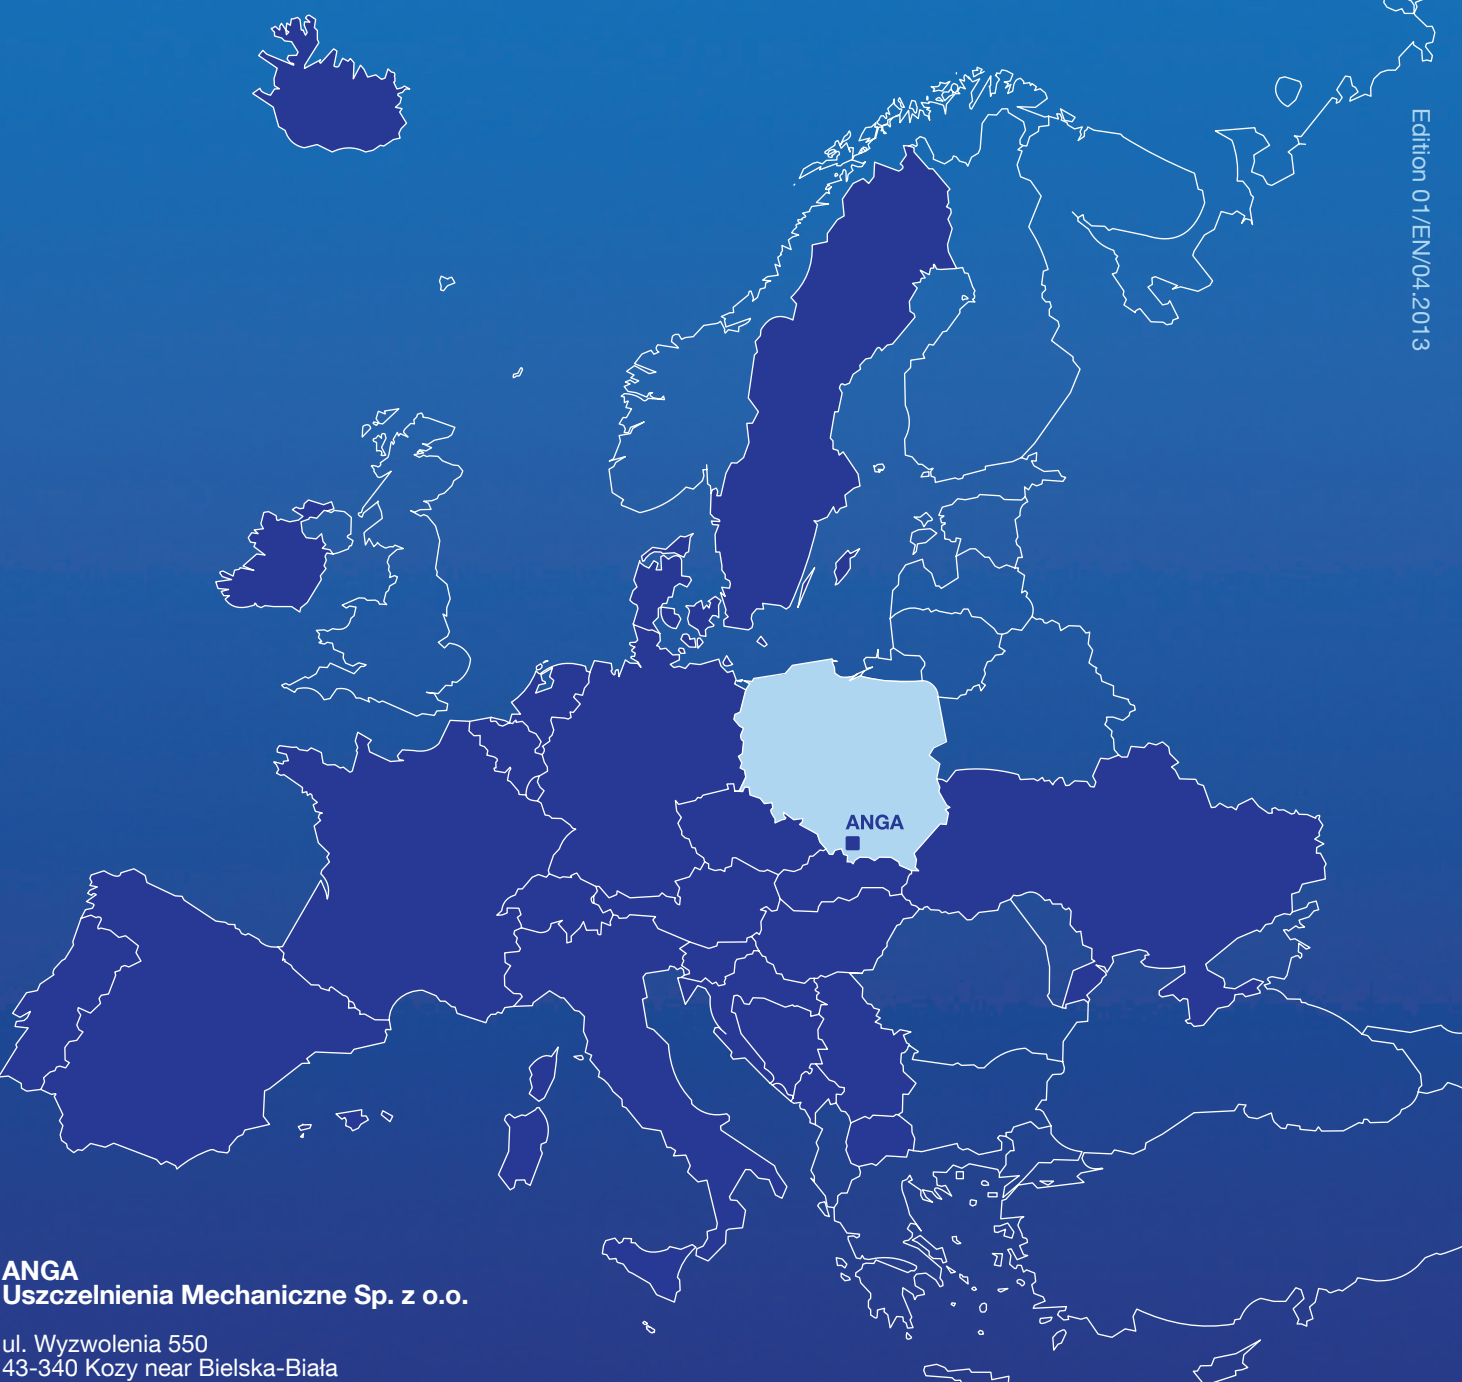 Edition 01/EN/04.2013
ANGA
ANGA
Uszczelnienia Mechaniczne Sp. z o.o.
ul. Wyzwolenia 550
43-340 Kozy near Bielska-Biała